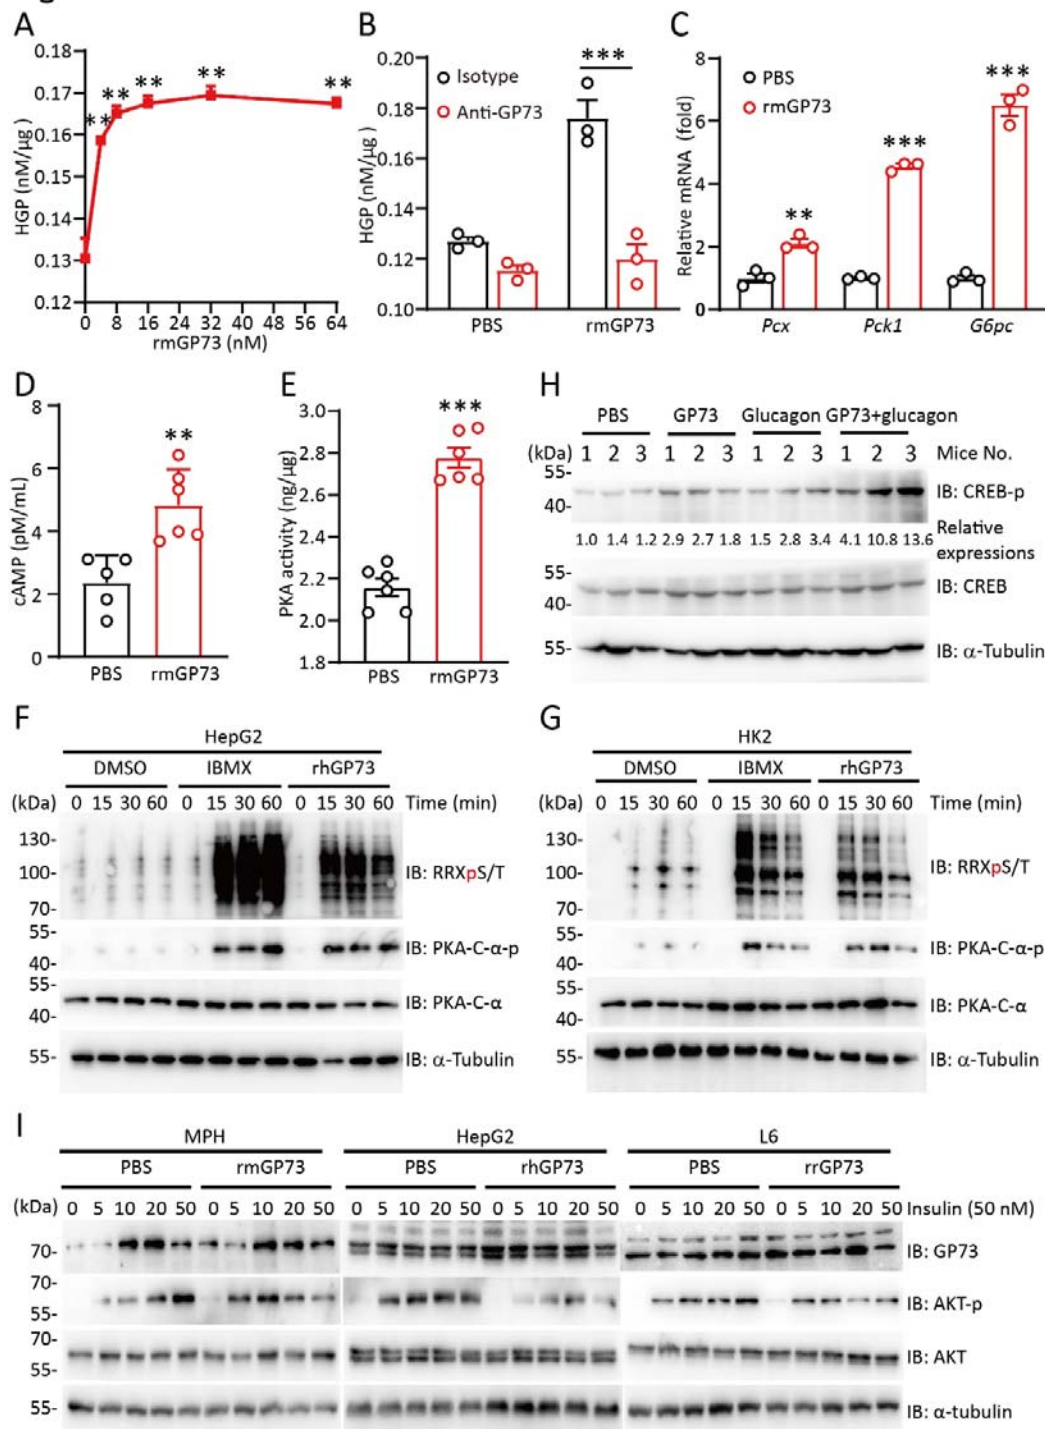 A
HGP (nM/µg)
0.18
0.17
0.16
0.15
0.14
0.13
0.12
**
**
**
**
**
0 8 16 24 32 40 48 56 64
rmGP73 (nM)
B
HGP (nM/µg)
0.20
0.18
0.16
0.14
0.12
0.10
Isotype
Anti-GP73
***
PBS rmGP73
C
Relative mRNA (fold)
8
6
4
2
0
PBS
rmGP73
**
***
***
Pcx Pck1 G6pc
D
cAMP (pM/mL)
8
6
4
2
0
**
PBS rmGP73
E
PKA activity (ng/µg)
3.0
2.8
2.6
2.4
2.2
2.0
1.8
***
PBS rmGP73
H
PBS GP73 Glucagon GP73+glucagon
(kDa) 1 2 3 1 2 3 1 2 3 1 2 3 Mice No.
55-
40-
IB: CREB-p
1.0 1.4 1.2 2.9 2.7 1.8 1.5 2.8 3.4 4.1 10.8 13.6 Relative
expressions
55-
40-
IB: CREB
55-
IB: α-Tubulin
F
HepG2
DMSO IBMX rhGP73
(kDa) 0 15 30 60 0 15 30 60 0 15 30 60 Time (min)
130-
100-
70-
IB: RRXpS/T
55-
40-
IB: PKA-C-α-p
55-
40-
IB: PKA-C-α
55-
IB: α-Tubulin
G
HK2
DMSO IBMX rhGP73
(kDa) 0 15 30 60 0 15 30 60 0 15 30 60 Time (min)
130-
100-
70-
IB: RRXpS/T
55-
40-
IB: PKA-C-α-p
55-
40-
IB: PKA-C-α
55-
IB: α-Tubulin
I
MPH HepG2 L6
PBS rmGP73 PBS rhGP73 PBS rrGP73
(kDa) 0 5 10 20 50 0 5 10 20 50 0 5 10 20 50 0 5 10 20 50 0 5 10 20 50 0 5 10 20 50 Insulin (50 nM)
70-
IB: GP73
70-
55-
IB: AKT-p
70-
55-
IB: AKT
55-
IB: α-tubulin